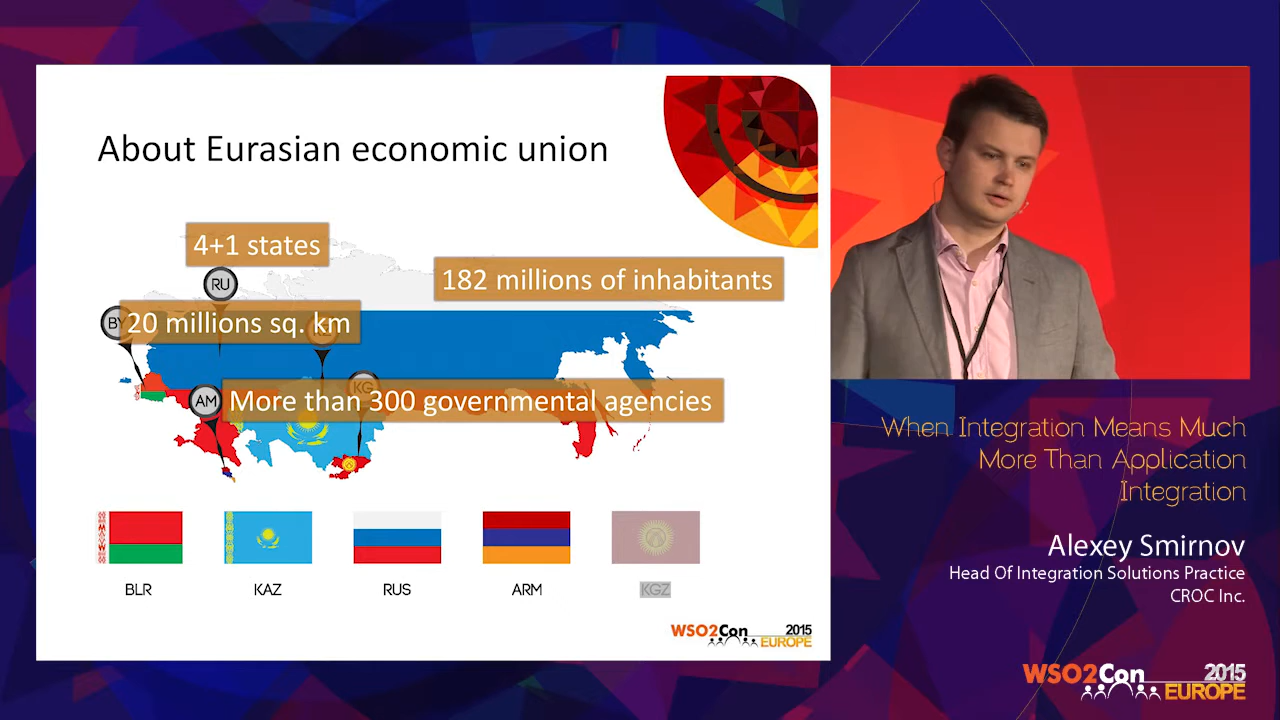 About Eurasian economic union
4+1 states
RU
182 millions of inhabitants
BY
20 millions sq. km
KG
AM
More than 300 governmental agencies
BLR
KAZ
RUS
ARM
KGZ
WSO2Con 2015
EUROPE
When Integration Means Much
More Than Application
Integration
Alexey Smirnov
Head Of Integration Solutions Practice
CROC Inc.
WSO2Con 2015
EUROPE